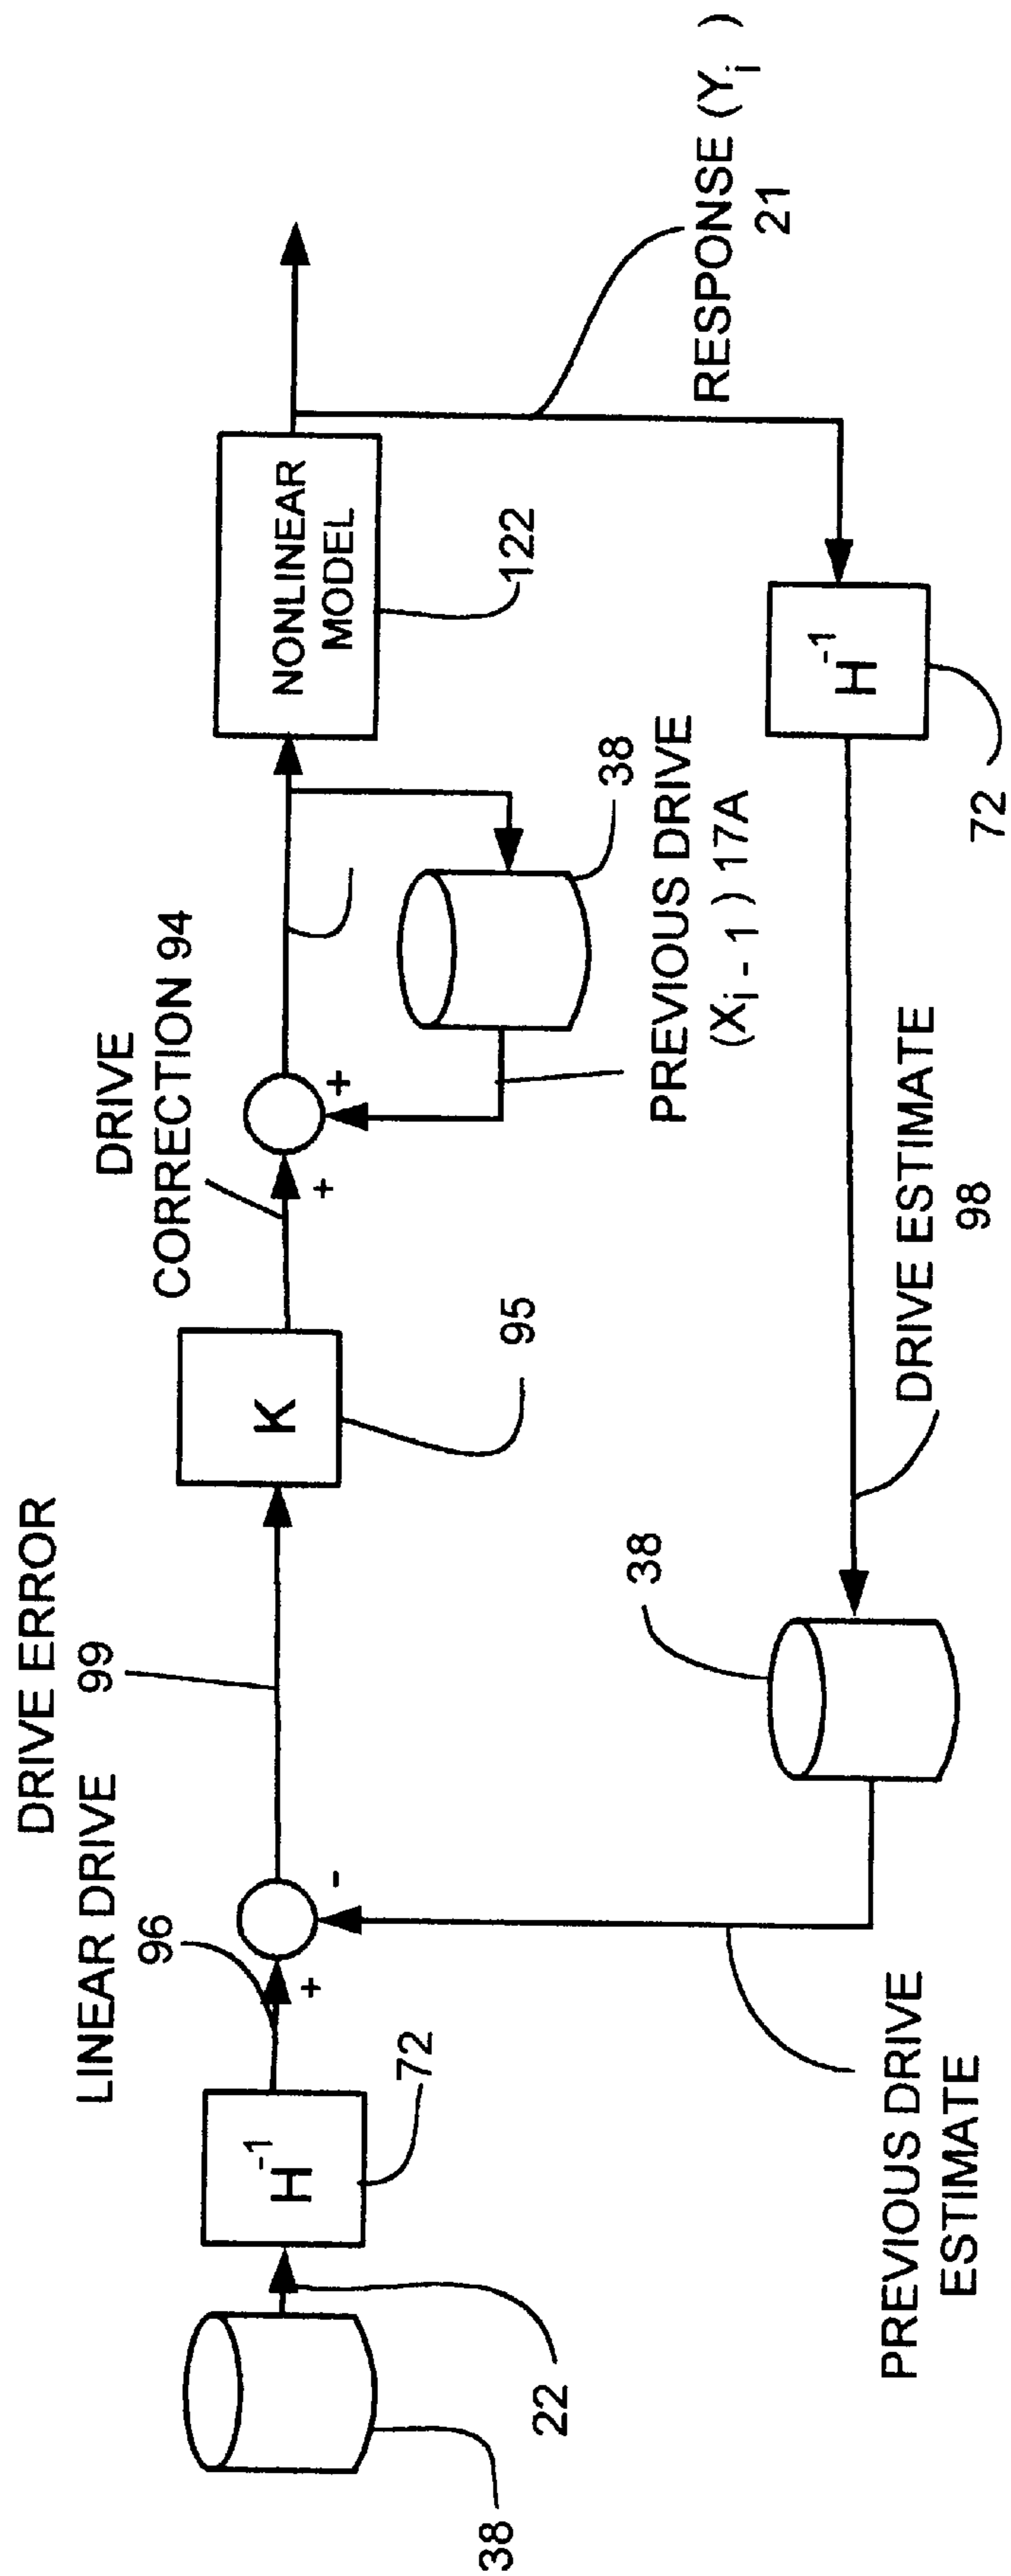 DRIVE ERROR
99
LINEAR DRIVE
96
DRIVE
CORRECTION 94
38
22
H⁻¹
72
+
-
K
95
+
+
NONLINEAR
MODEL
122
38
PREVIOUS DRIVE
(Xi - 1 ) 17A
RESPONSE (Yi )
21
H⁻¹
72
DRIVE ESTIMATE
98
38
PREVIOUS DRIVE
ESTIMATE